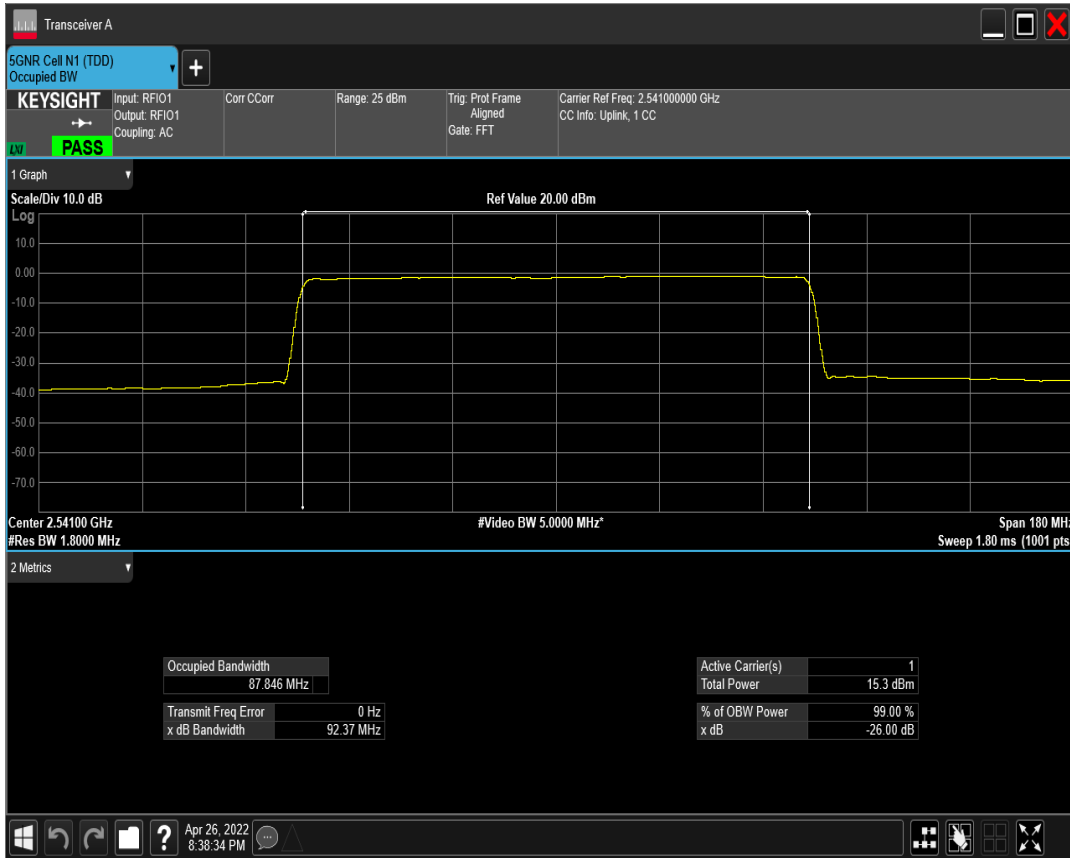 Transceiver A
5GNR Cell N1 (TDD)
Occupied BW
+
KEYSIGHT
LXI
PASS
Input: RFIO1
Output: RFIO1
Coupling: AC
Corr CCorr
Range: 25 dBm
Trig: Prot Frame
Aligned
Gate: FFT
Carrier Ref Freq: 2.541000000 GHz
CC Info: Uplink, 1 CC
1 Graph
Scale/Div 10.0 dB
Ref Value 20.00 dBm
Log
10.0
0.00
-10.0
-20.0
-30.0
-40.0
-50.0
-60.0
-70.0
Center 2.54100 GHz
#Video BW 5.0000 MHz*
Span 180 MHz
#Res BW 1.8000 MHz
Sweep 1.80 ms (1001 pts
2 Metrics
Occupied Bandwidth
87.846 MHz
Transmit Freq Error 0 Hz
x dB Bandwidth 92.37 MHz
Active Carrier(s) 1
Total Power 15.3 dBm
% of OBW Power 99.00 %
x dB -26.00 dB
?
Apr 26, 2022
8:38:34 PM